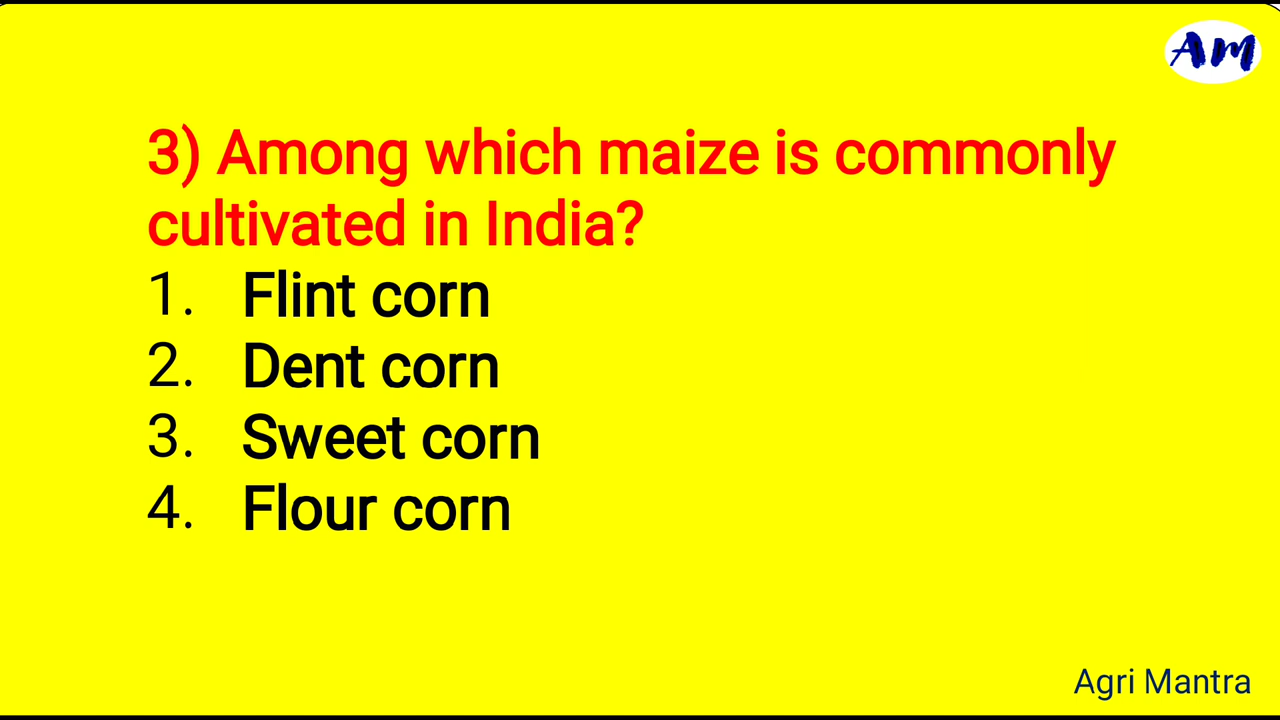 AM
3) Among which maize is commonly
cultivated in India?
1. Flint corn
2. Dent corn
3. Sweet corn
4. Flour corn
Agri Mantra